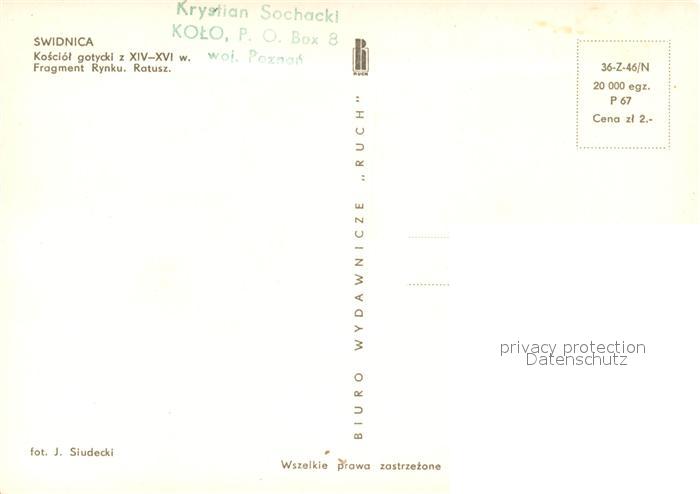 Krystian Sochacki
KOŁO, P. O. Box 8
woj. Poznań
ŚWIDNICA
Kościół gotycki z XIV—XVI w.
Fragment Rynku. Ratusz.
RUCH
36-Z-46/N
20 000 egz.
P 67
Cena zł 2.-
BIURO WYDAWNICZE „RUCH"
privacy protection
Datenschutz
fot. J. Siudecki
Wszelkie prawa zastrzeżone